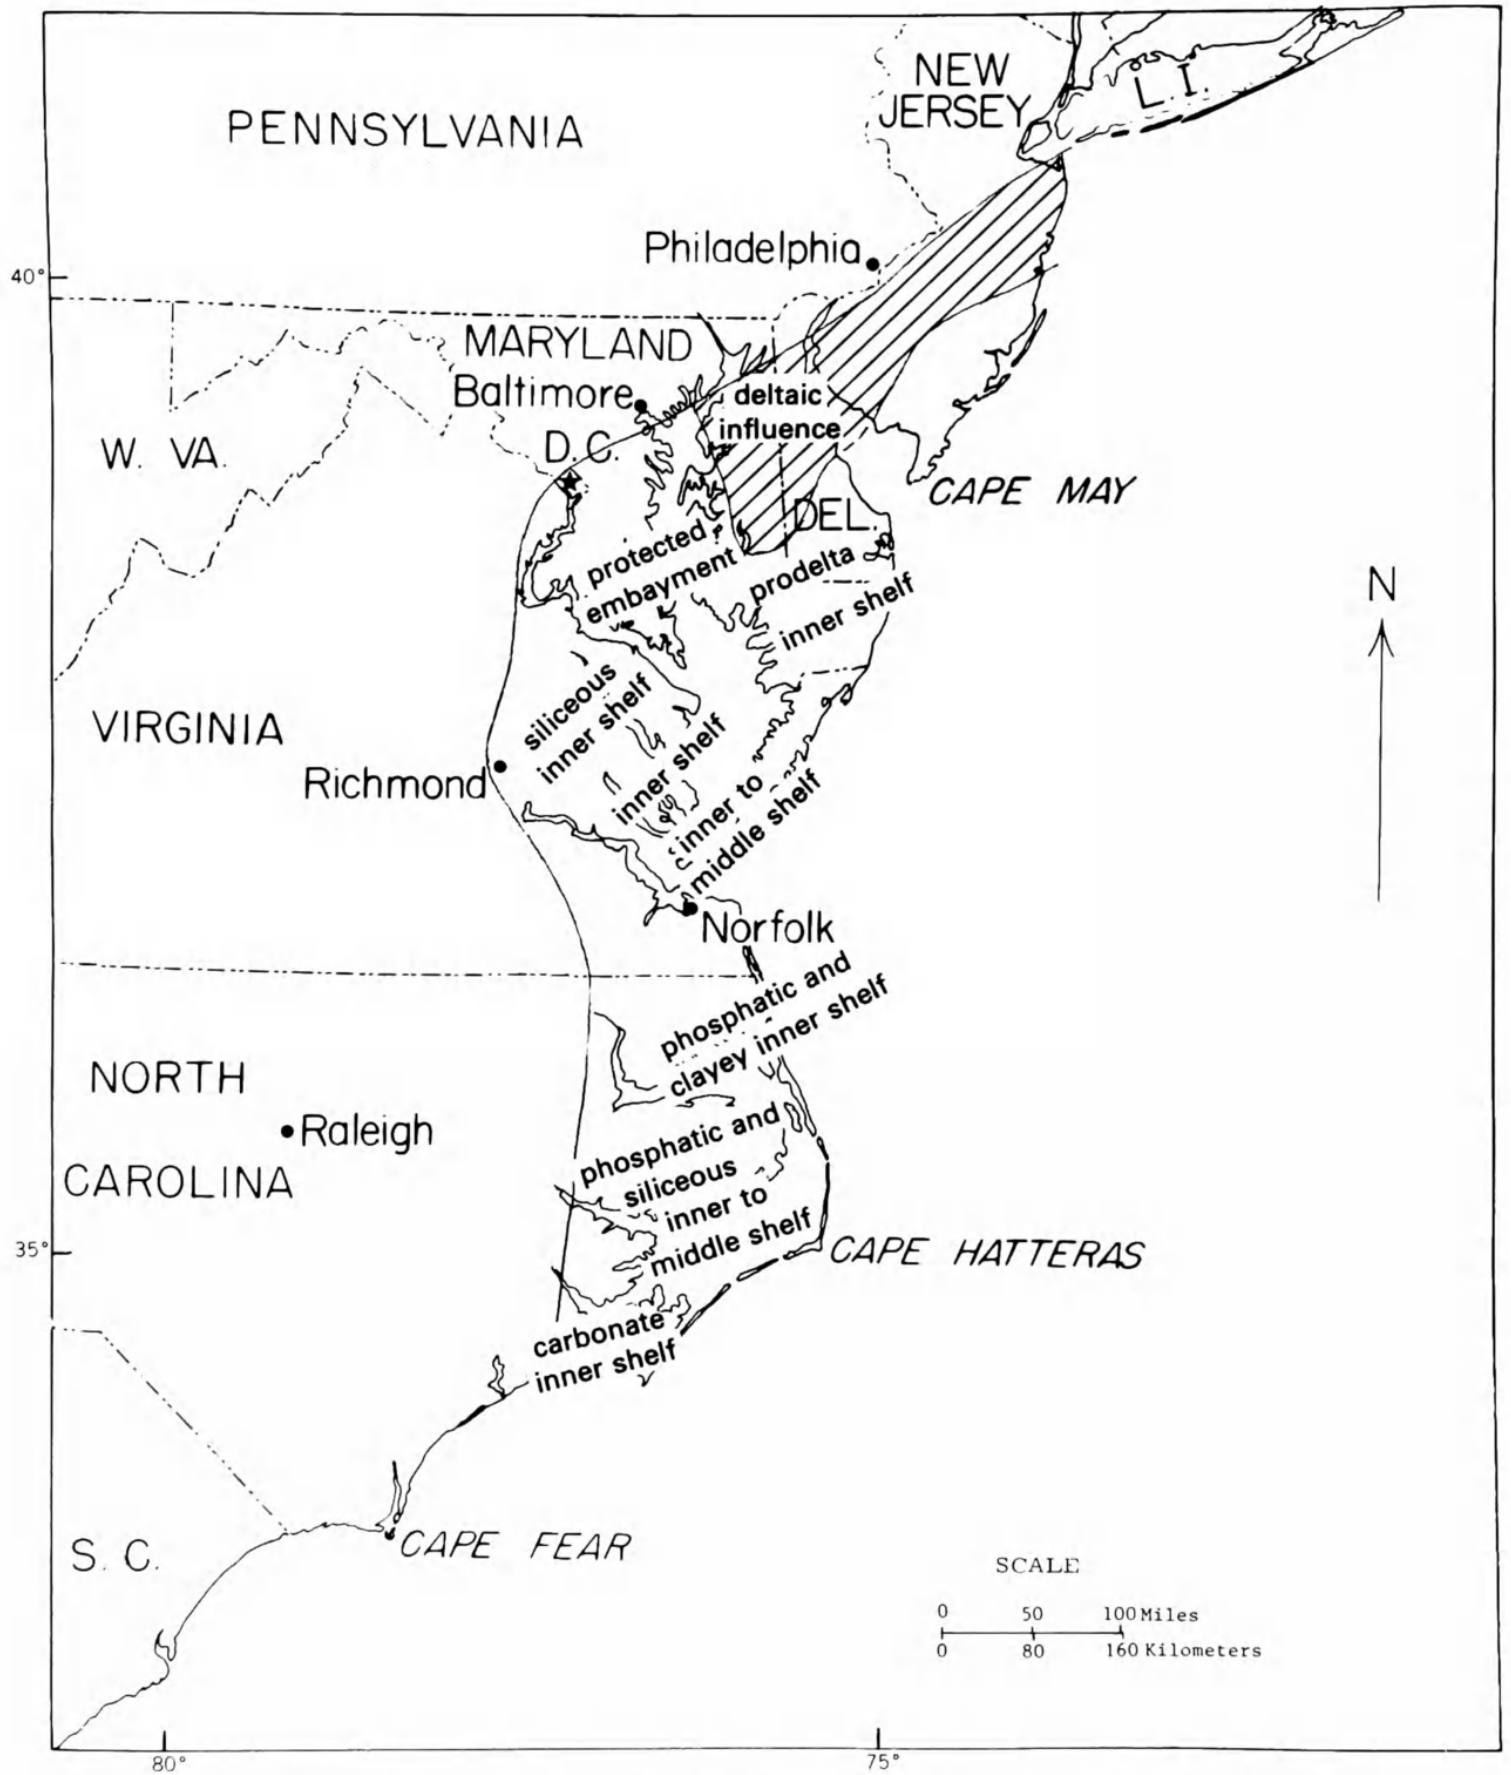 NEW
JERSEY
L.I.
PENNSYLVANIA
Philadelphia
40°
MARYLAND
Baltimore
deltaic
influence
D.C.
W. VA.
CAPE MAY
DEL.
protected
embayment
prodelta
inner shelf
N
siliceous
inner shelf
VIRGINIA
Richmond
inner shelf
inner to
middle shelf
Norfolk
phosphatic and
clayey inner shelf
NORTH
CAROLINA
Raleigh
phosphatic and
siliceous
inner to
middle shelf
35°
CAPE HATTERAS
carbonate
inner shelf
S. C.
CAPE FEAR
SCALE
0 50 100 Miles
0 80 160 Kilometers
80° 75°